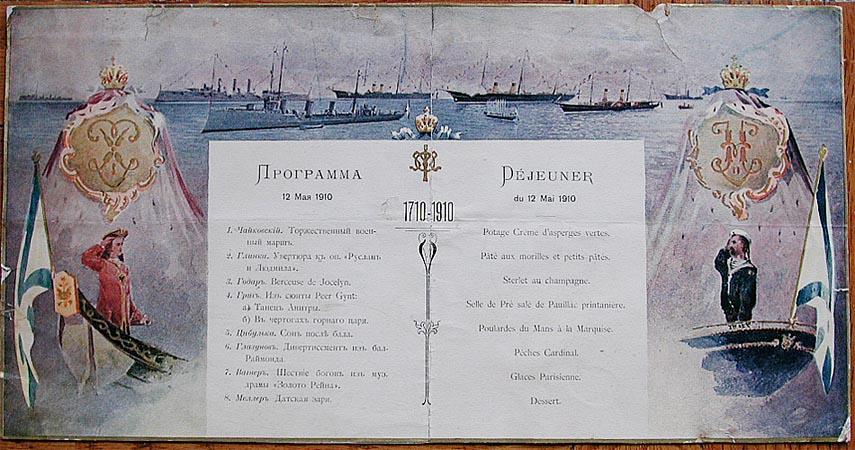 Программа
12 Мая 1910
1. Чайковскій. Торжественный воен-
ный маршъ.
2. Глинка. Увертюра къ оп. «Русланъ
и Людмила».
3. Годаръ. Berceuse de Jocelyn.
4. Григъ. Изъ сюиты Peer Gynt:
а) Танецъ Анитры.
б) Въ чертогахъ горнаго царя.
5. Цибулька. Сонъ послѣ бала.
6. Глазуновъ. Дивертиссементъ изъ бал.
Раймонда.
7. Вагнеръ. Шествіе боговъ изъ муз.
драмы «Золото Рейна».
8. Меллеръ. Датская заря.
1710-1910
Déjeuner
du 12 Mai 1910
Potage Crème d'asperges vertes.
Pâté aux morilles et petits pâtés.
Sterlet au champagne.
Selle de Pré salé de Pauillac printanière.
Poulardes du Mans à la Marquise.
Pêches Cardinal.
Glaces Parisienne.
Dessert.